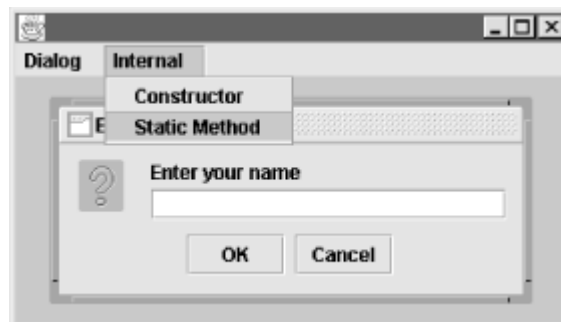 Dialog Internal
Constructor
E
Static Method
Enter your name
OK Cancel